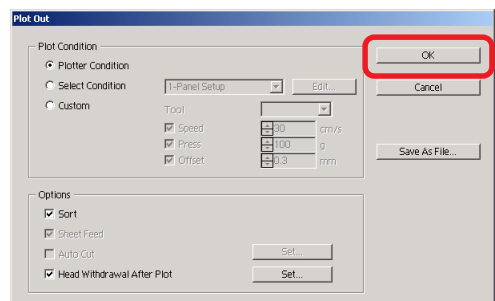 Plot Out
Plot Condition
Plotter Condition
OK
Select Condition
1-Panel Setup
Edit...
Cancel
Custom
Tool
Speed
30
cm/s
Press
100
g
Save As File...
Offset
0.3
mm
Options
Sort
Sheet Feed
Auto Cut
Set...
Head Withdrawal After Plot
Set...